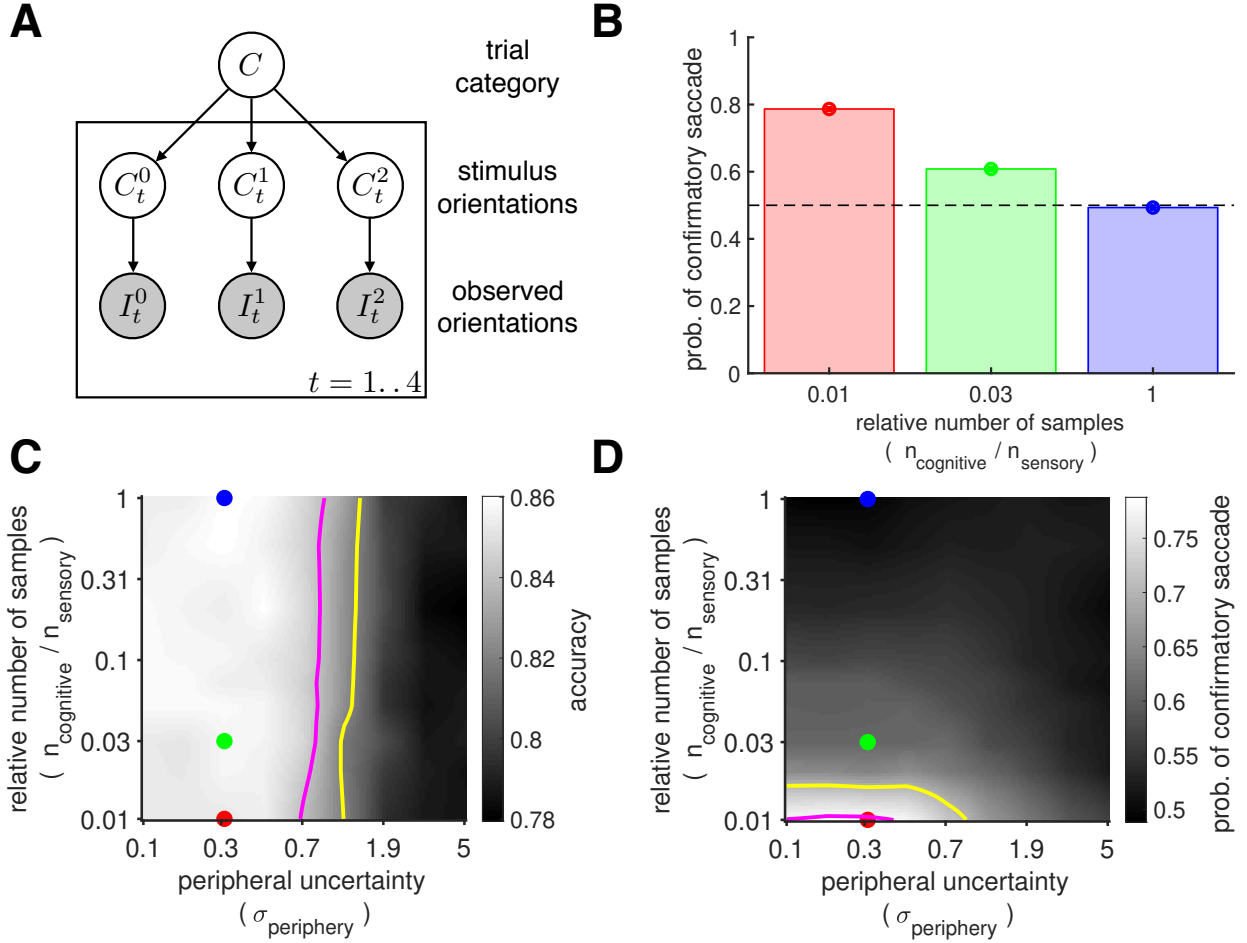 A
C
trial
category
C_t^0 C_t^1 C_t^2
stimulus
orientations
I_t^0 I_t^1 I_t^2
observed
orientations
t = 1..4
B
prob. of confirmatory saccade
1
0.8
0.6
0.4
0.2
0
0.01 0.03 1
relative number of samples
( n_cognitive / n_sensory )
C
relative number of samples
( n_cognitive / n_sensory )
1
0.31
0.1
0.03
0.01
0.1 0.3 0.7 1.9 5
peripheral uncertainty
( σ_periphery )
0.86
0.84
0.82
0.8
0.78
accuracy
D
relative number of samples
( n_cognitive / n_sensory )
1
0.31
0.1
0.03
0.01
0.1 0.3 0.7 1.9 5
peripheral uncertainty
( σ_periphery )
0.75
0.7
0.65
0.6
0.55
0.5
prob. of confirmatory saccade